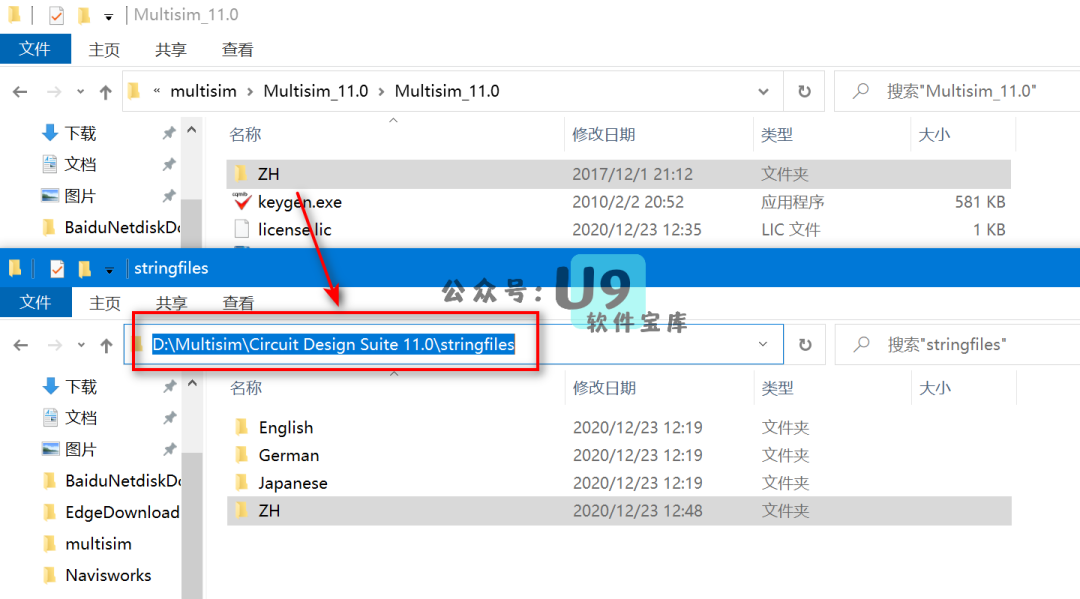 Multisim_11.0
文件 主页 共享 查看
« multisim › Multisim_11.0 › Multisim_11.0 搜索"Multisim_11.0"
下载
文档
图片
BaiduNetdiskDo
名称 修改日期 类型 大小
ZH 2017/12/1 21:12 文件夹
keygen.exe 2010/2/2 20:52 应用程序 581 KB
license.lic 2020/12/23 12:35 LIC 文件 1 KB
stringfiles
文件 主页 共享 查看
公众号: U9
软件宝库
D:\Multisim\Circuit Design Suite 11.0\stringfiles 搜索"stringfiles"
下载
文档
图片
BaiduNetdiskDo
EdgeDownload
multisim
Navisworks
名称 修改日期 类型 大小
English 2020/12/23 12:19 文件夹
German 2020/12/23 12:19 文件夹
Japanese 2020/12/23 12:19 文件夹
ZH 2020/12/23 12:48 文件夹